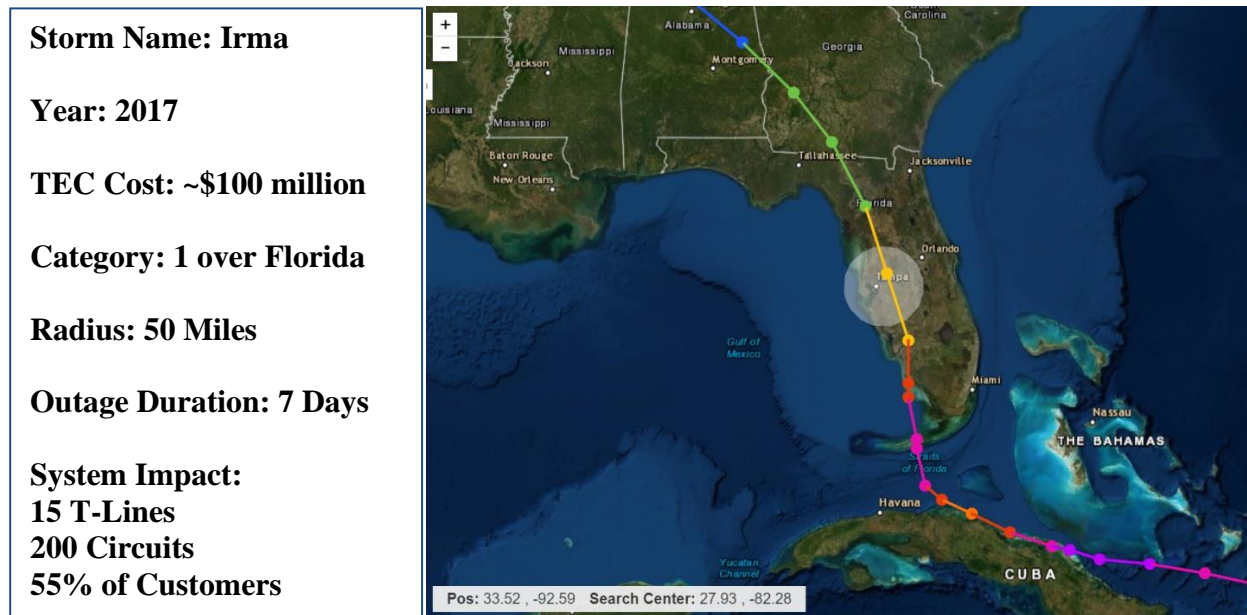 Storm Name: Irma
Year: 2017
TEC Cost: ~$100 million
Category: 1 over Florida
Radius: 50 Miles
Outage Duration: 7 Days
System Impact:
15 T-Lines
200 Circuits
55% of Customers
+
−
Alabama
South
Carolina
Mississippi
Georgia
Jackson
Montgomery
Louisiana
Mississippi
Baton Rouge
Tallahassee
Jacksonville
New Orleans
Florida
Orlando
Tampa
Gulf of
Mexico
Miami
Nassau
THE BAHAMAS
Straits
of Florida
Havana
Yucatan
Channel
CUBA
Pos: 33.52 , -92.59 Search Center: 27.93 , -82.28